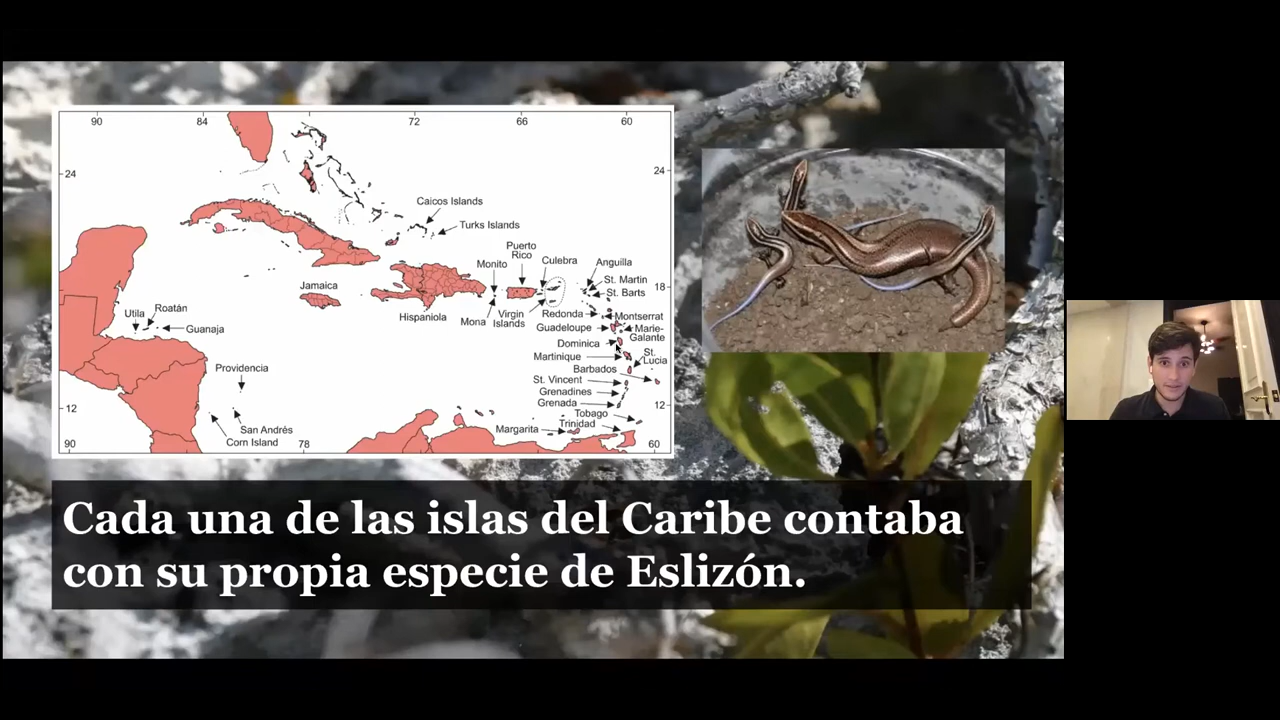 90
84
72
66
60
24
24
Caicos Islands
Turks Islands
Puerto
Rico
Culebra
Monito
Anguilla
St. Martin
St. Barts
18
Jamaica
Hispaniola
Mona
Virgin
Islands
Redonda
Montserrat
Guadeloupe
Marie-
Galante
Utila
Roatán
Guanaja
Dominica
Martinique
St.
Lucia
Barbados
Providencia
St. Vincent
Grenadines
Grenada
12
12
Tobago
Trinidad
Margarita
San Andrés
Corn Island
90
78
60
Cada una de las islas del Caribe contaba
con su propia especie de Eslizón.